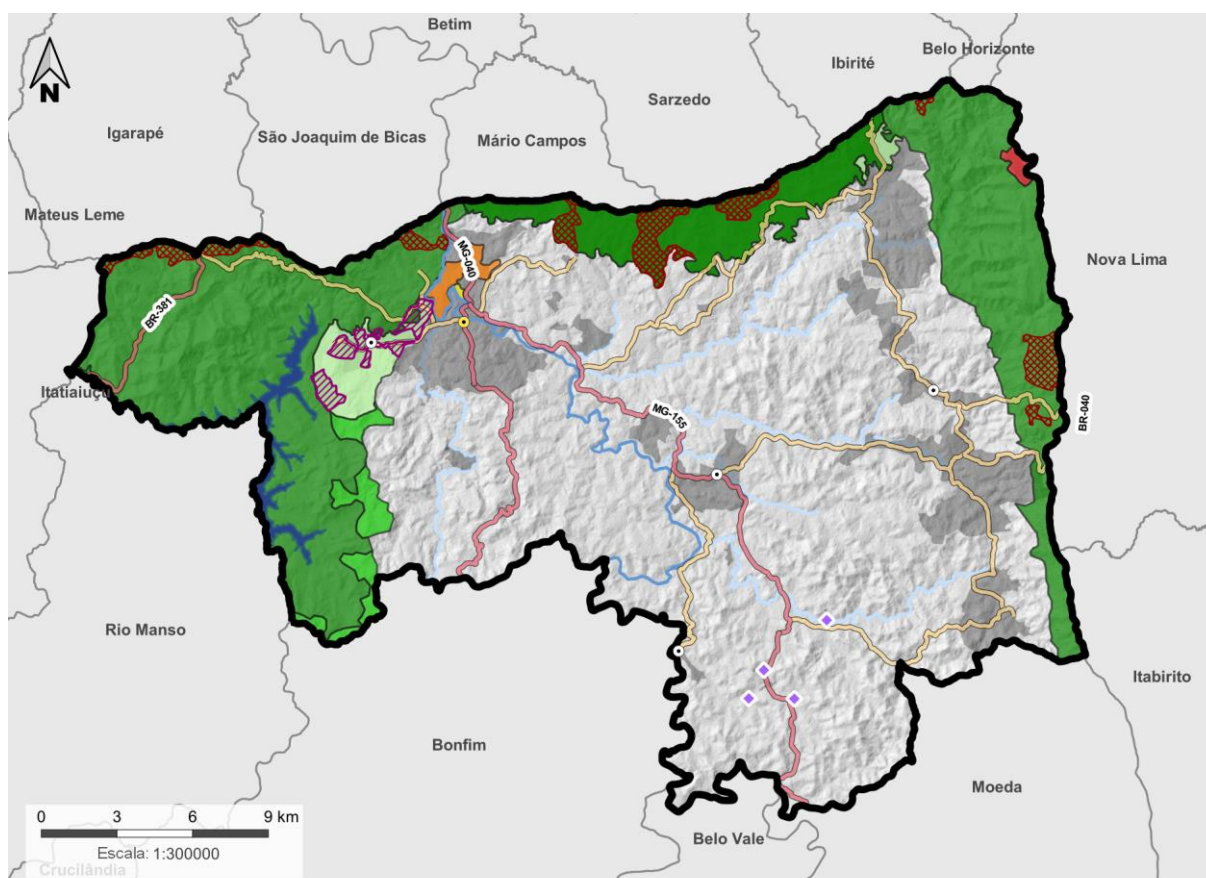 Betim
Belo Horizonte
Ibirité
N
Sarzedo
Igarapé
São Joaquim de Bicas
Mário Campos
Mateus Leme
MG-040
Nova Lima
BR-381
Itatiaiuçu
MG-155
BR-040
Rio Manso
Itabirito
Bonfim
Moeda
0 3 6 9 km
Belo Vale
Escala: 1:300000
Crucilândia